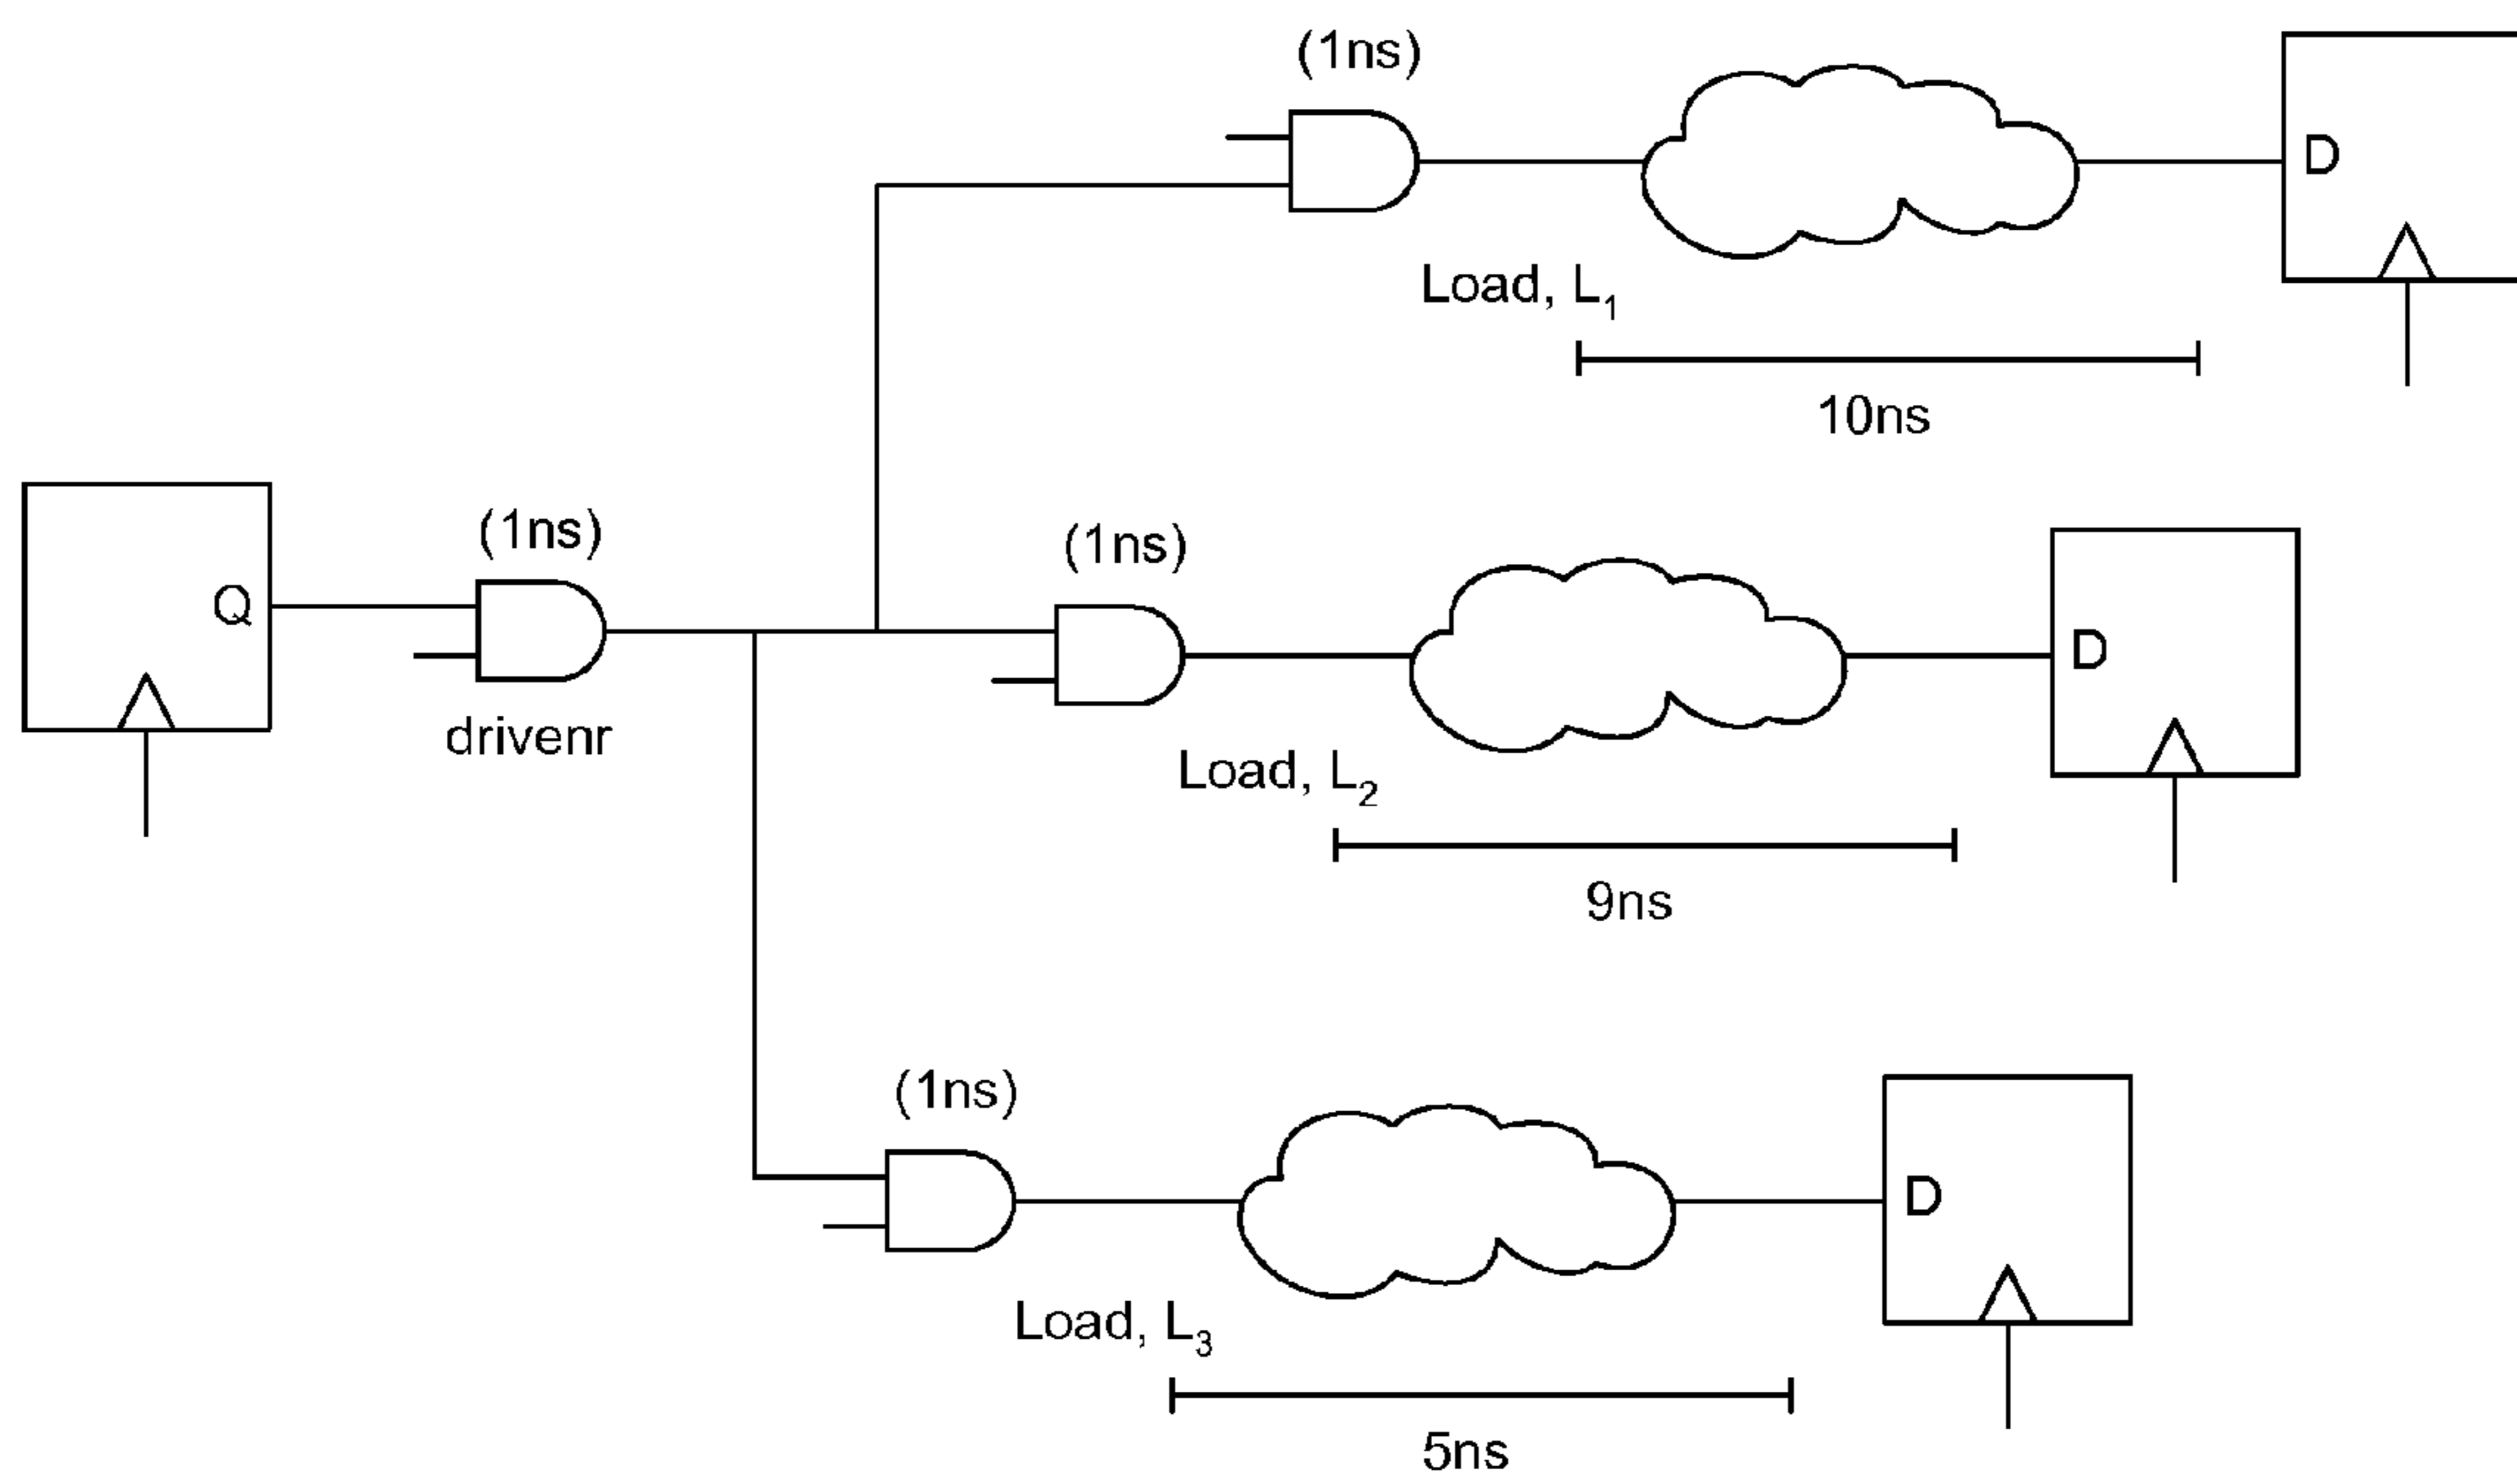 (1ns)
D
Load, L₁
10ns
(1ns)
(1ns)
Q
D
drivenr
Load, L₂
9ns
(1ns)
D
Load, L₃
5ns